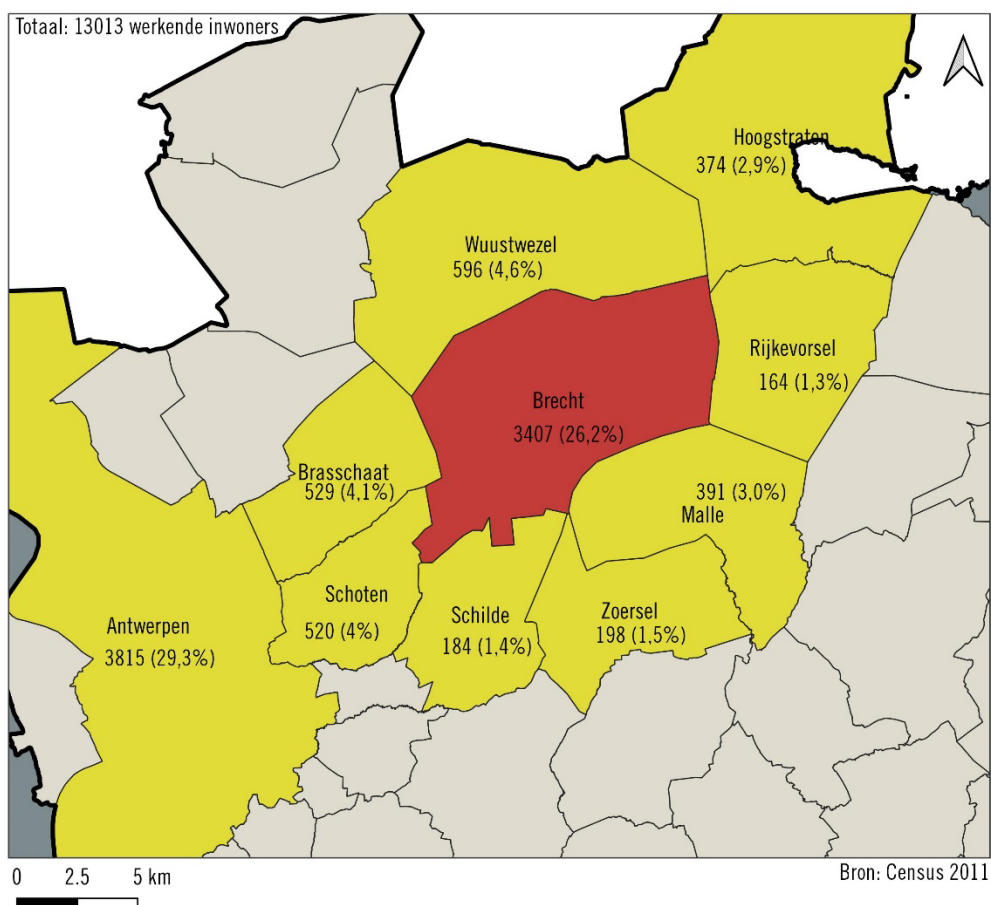 Totaal: 13013 werkende inwoners
Hoogstraten
374 (2,9%)
Wuustwezel
596 (4,6%)
Rijkevorsel
164 (1,3%)
Brecht
3407 (26,2%)
Brasschaat
529 (4,1%)
391 (3,0%)
Malle
Schoten
520 (4%)
Schilde
184 (1,4%)
Zoersel
198 (1,5%)
Antwerpen
3815 (29,3%)
0 2.5 5 km
Bron: Census 2011